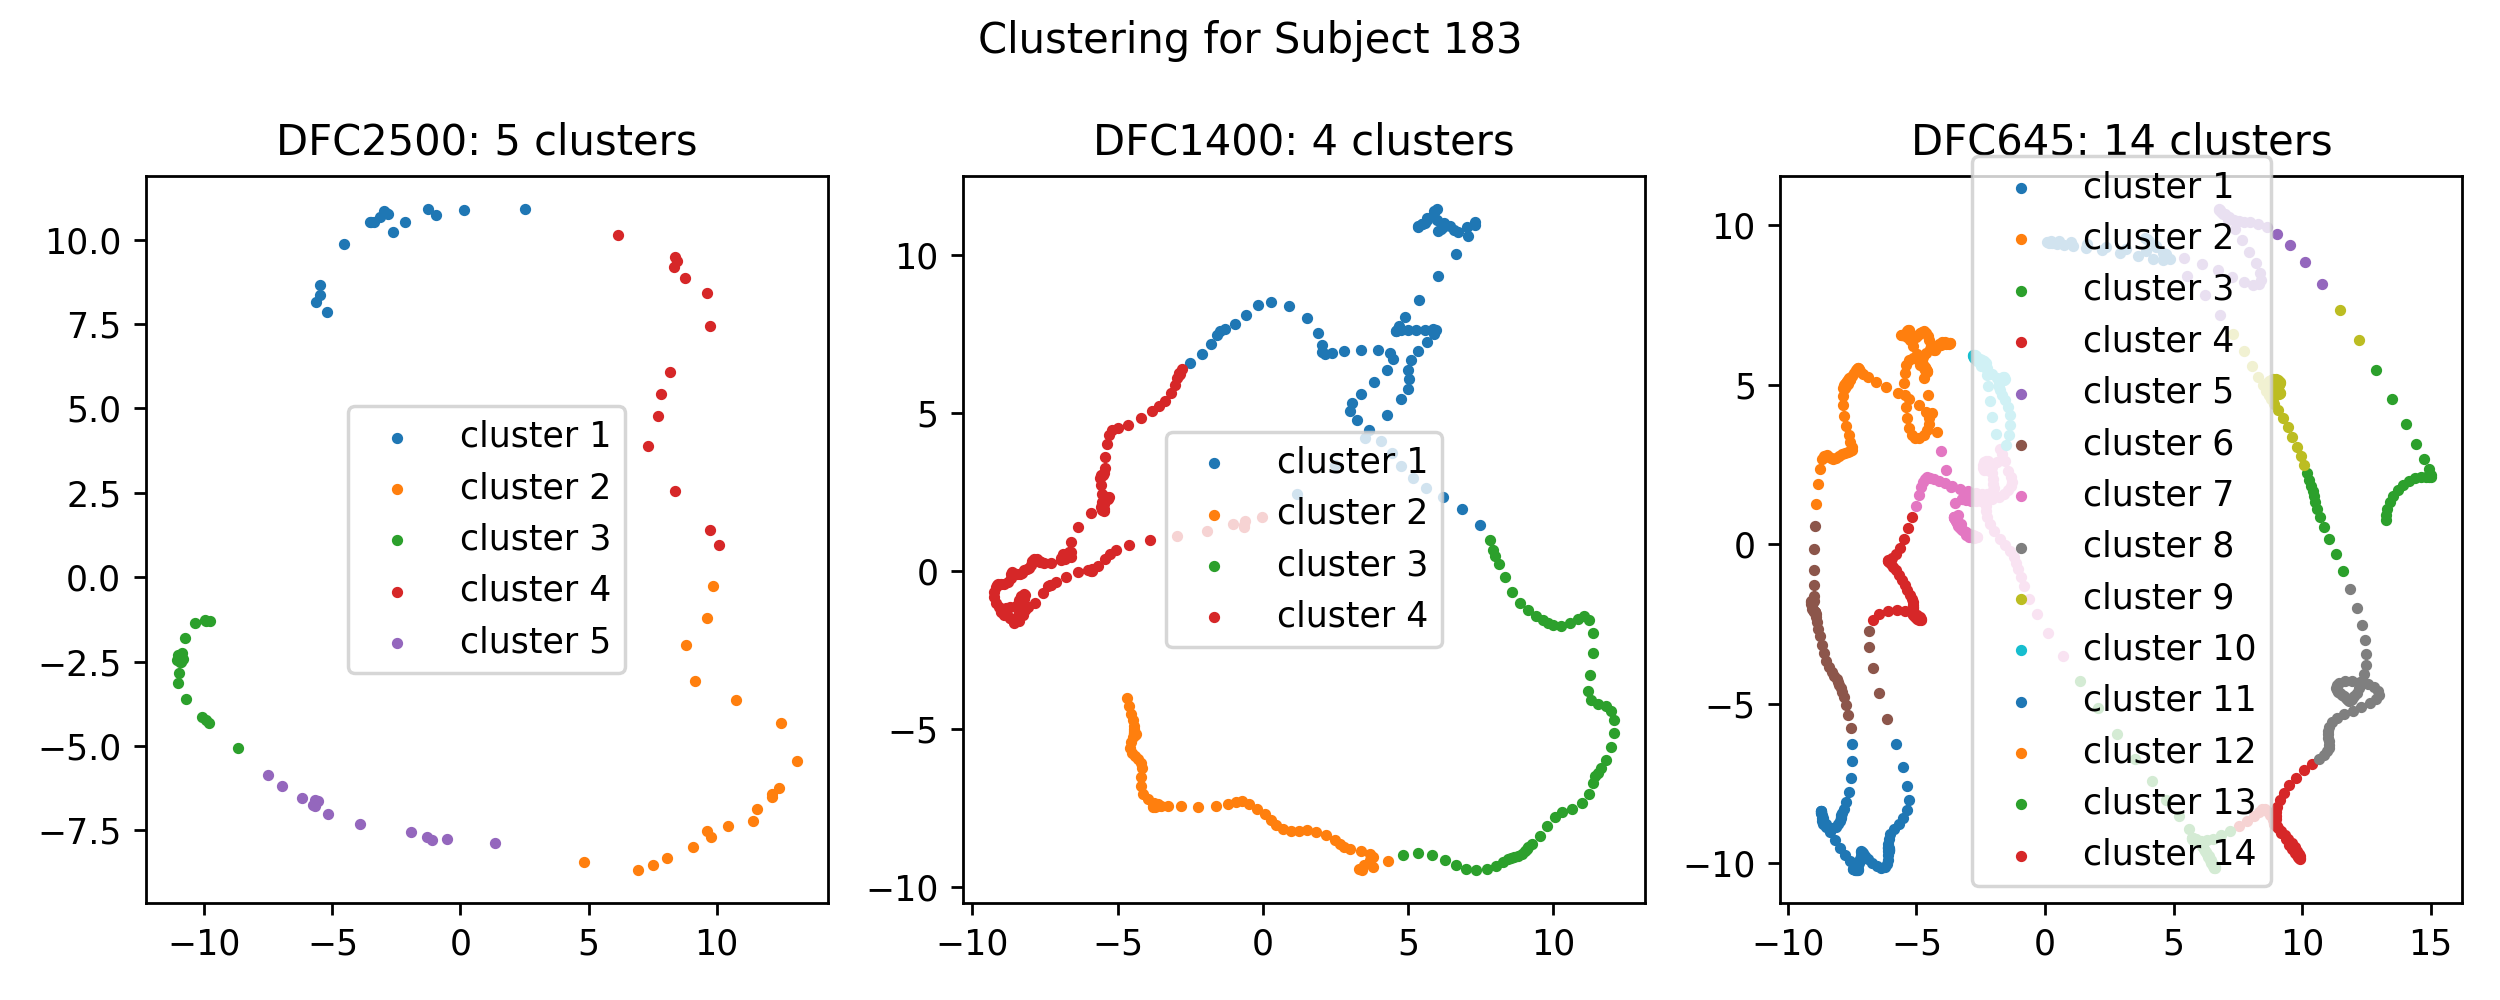 Clustering for Subject 183
DFC2500: 5 clusters
10.0
7.5
5.0
2.5
0.0
−2.5
−5.0
−7.5
−10
−5
0
5
10
cluster 1
cluster 2
cluster 3
cluster 4
cluster 5
DFC1400: 4 clusters
10
5
0
−5
−10
−10
−5
0
5
10
cluster 1
cluster 2
cluster 3
cluster 4
DFC645: 14 clusters
10
5
0
−5
−10
−10
−5
0
5
10
15
cluster 1
cluster 2
cluster 3
cluster 4
cluster 5
cluster 6
cluster 7
cluster 8
cluster 9
cluster 10
cluster 11
cluster 12
cluster 13
cluster 14